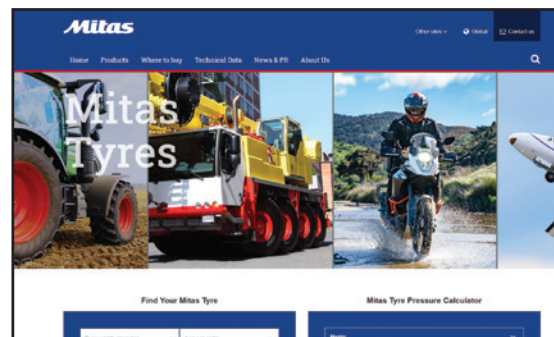 Mitas
Other sites
Global
Contact us
Home Products Where to buy Technical Data News & PR About Us
Mitas
Tyres
Find Your Mitas Tyre
Mitas Tyre Pressure Calculator
Metric